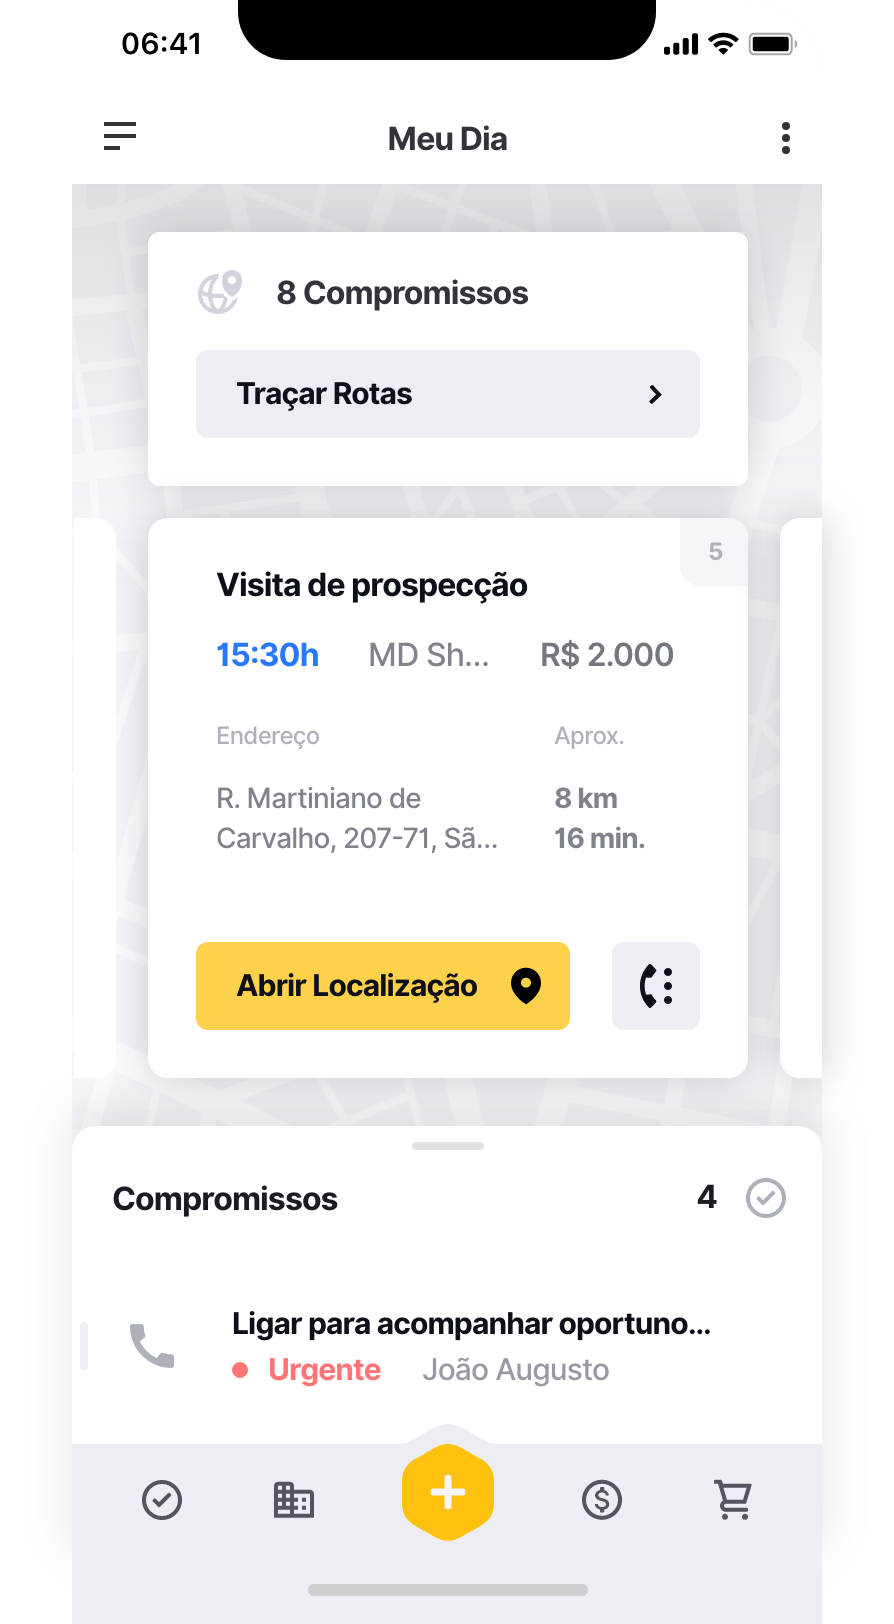 06:41
Meu Dia
8 Compromissos
Traçar Rotas
5
Visita de prospecção
15:30h MD Sh... R$ 2.000
Endereço Aprox.
R. Martiniano de 8 km
Carvalho, 207-71, Sã... 16 min.
Abrir Localização
Compromissos 4
Ligar para acompanhar oportuno...
Urgente João Augusto